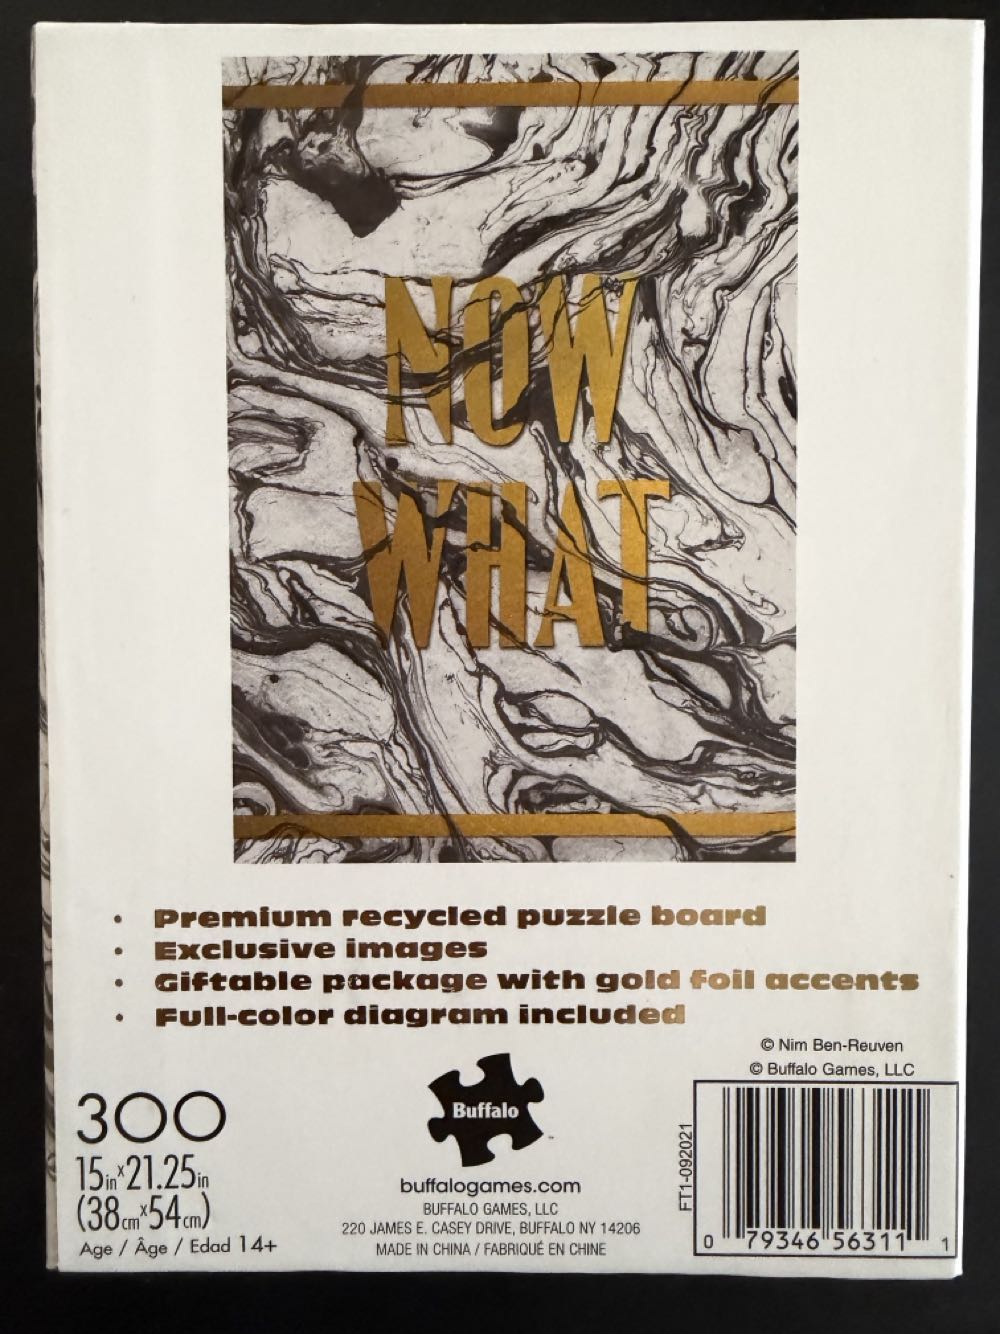 NOW
WHAT
• Premium recycled puzzle board
• Exclusive images
• Giftable package with gold foil accents
• Full-color diagram included
© Nim Ben-Reuven
© Buffalo Games, LLC
300
15in x 21.25in
(38cm x 54cm)
Age / Âge / Edad 14+
Buffalo™
buffalogames.com
BUFFALO GAMES, LLC
220 JAMES E. CASEY DRIVE, BUFFALO NY 14206
MADE IN CHINA / FABRIQUÉ EN CHINE
FT1-092021
0 79346 56311 1